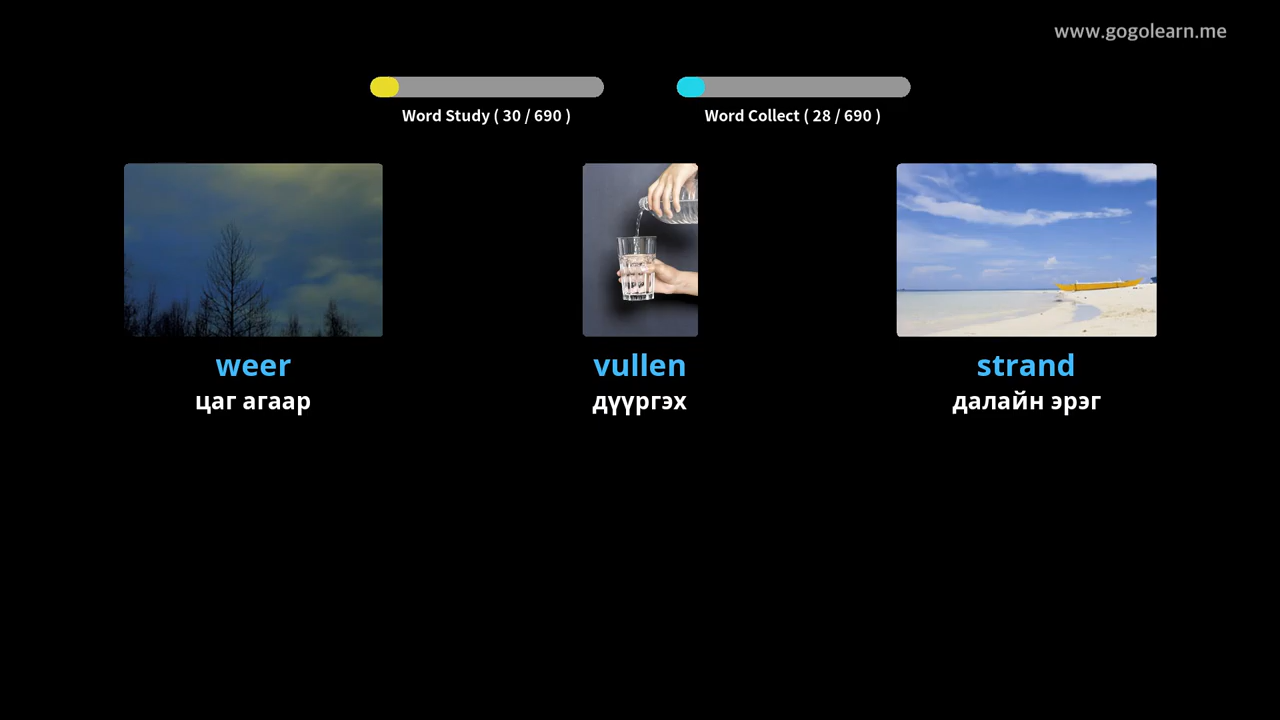 www.gogolearn.me
Word Study ( 30 / 690 )
Word Collect ( 28 / 690 )
weer
цаг агаар
vullen
дүүргэх
strand
далайн эрэг